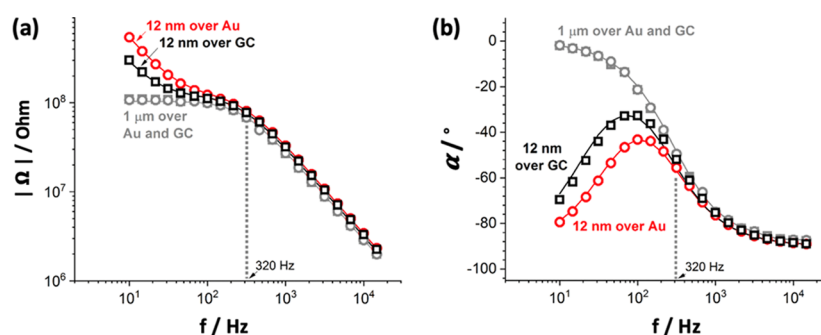 (a)
12 nm over Au
12 nm over GC
1 µm over
Au and GC
320 Hz
| Ω | / Ohm
10⁸
10⁷
10⁶
10¹
10²
10³
10⁴
f / Hz
(b)
1 µm over Au and GC
12 nm
over GC
12 nm over Au
320 Hz
α / °
0
-20
-40
-60
-80
-100
10¹
10²
10³
10⁴
f / Hz